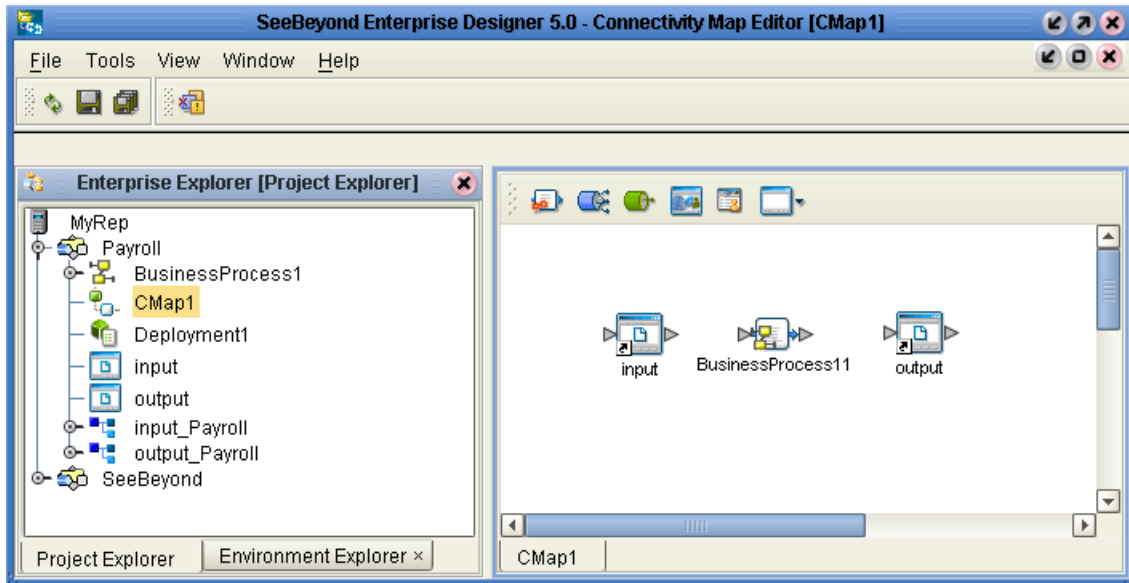 SeeBeyond Enterprise Designer 5.0 - Connectivity Map Editor [CMap1]
File Tools View Window Help
Enterprise Explorer [Project Explorer]
MyRep
Payroll
BusinessProcess1
CMap1
Deployment1
input
output
input_Payroll
output_Payroll
SeeBeyond
Project Explorer Environment Explorer ×
input BusinessProcess11 output
CMap1